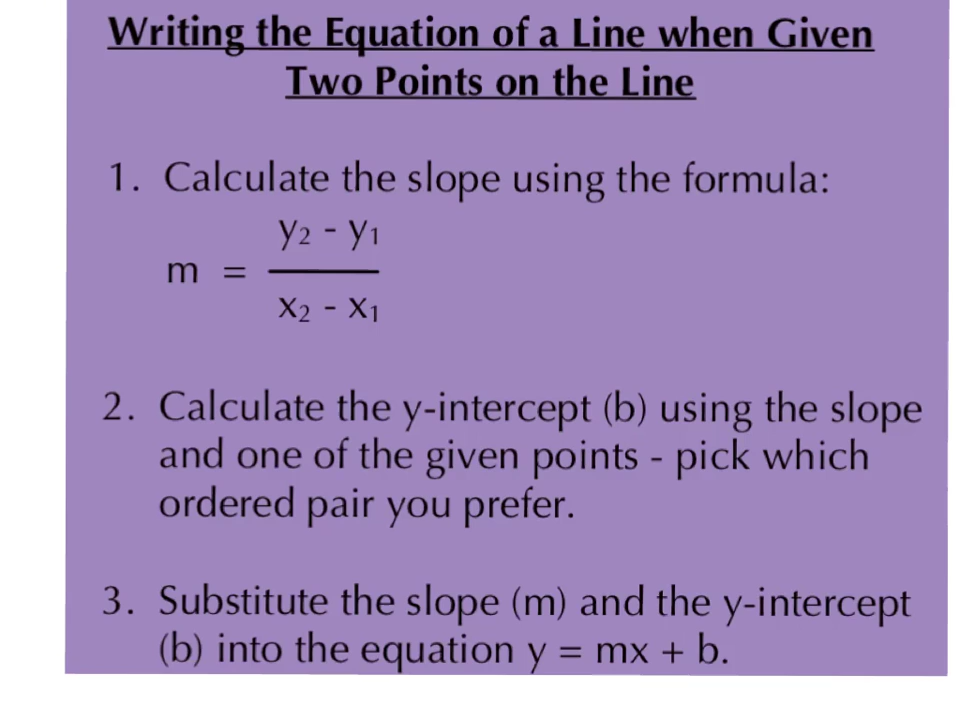 Writing the Equation of a Line when Given
Two Points on the Line
1. Calculate the slope using the formula:
y₂ - y₁
m = ———
x₂ - x₁
2. Calculate the y-intercept (b) using the slope
and one of the given points - pick which
ordered pair you prefer.
3. Substitute the slope (m) and the y-intercept
(b) into the equation y = mx + b.